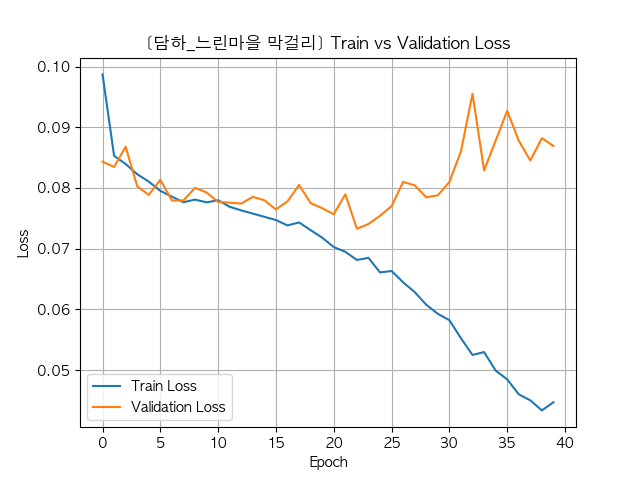 [담하_느린마을 막걸리] Train vs Validation Loss
0.10
0.09
0.08
0.07
0.06
0.05
Loss
Train Loss
Validation Loss
0 5 10 15 20 25 30 35 40
Epoch